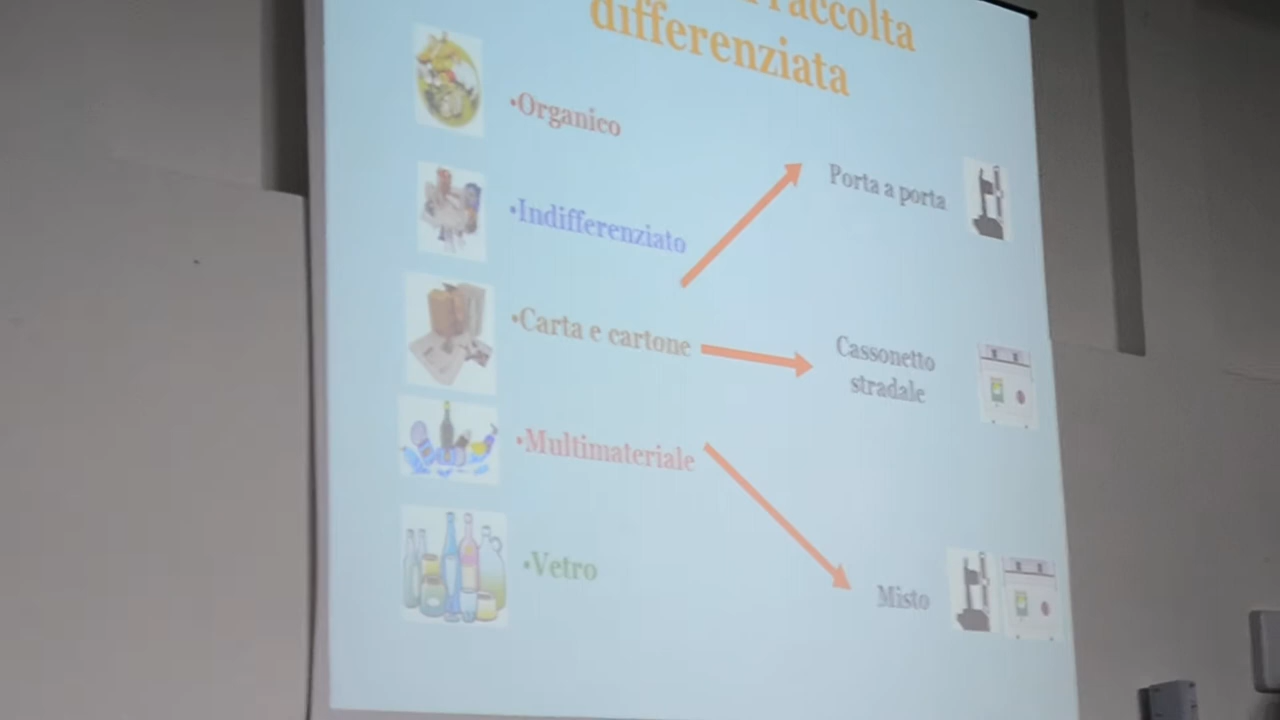 raccolta
differenziata
•Organico
Porta a porta
•Indifferenziato
•Carta e cartone
Cassonetto
stradale
•Multimateriale
•Vetro
Misto